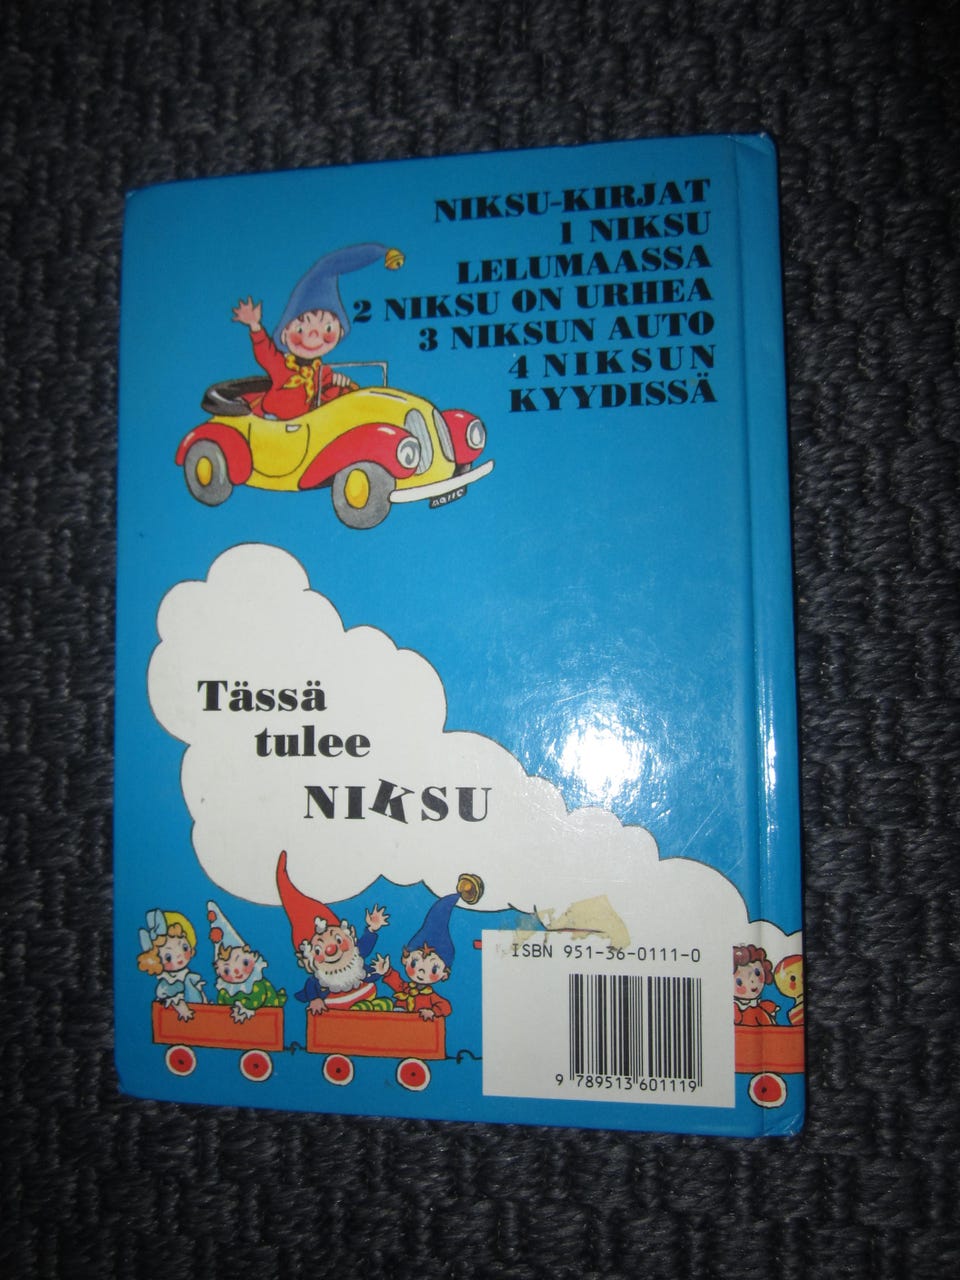 NIKSU-KIRJAT
1 NIKSU
LELUMAASSA
2 NIKSU ON URHEA
3 NIKSUN AUTO
4 NIKSUN
KYYDISSÄ
Tässä
tulee
NIKSU
ISBN 951-36-0111-0
9 789513 601119